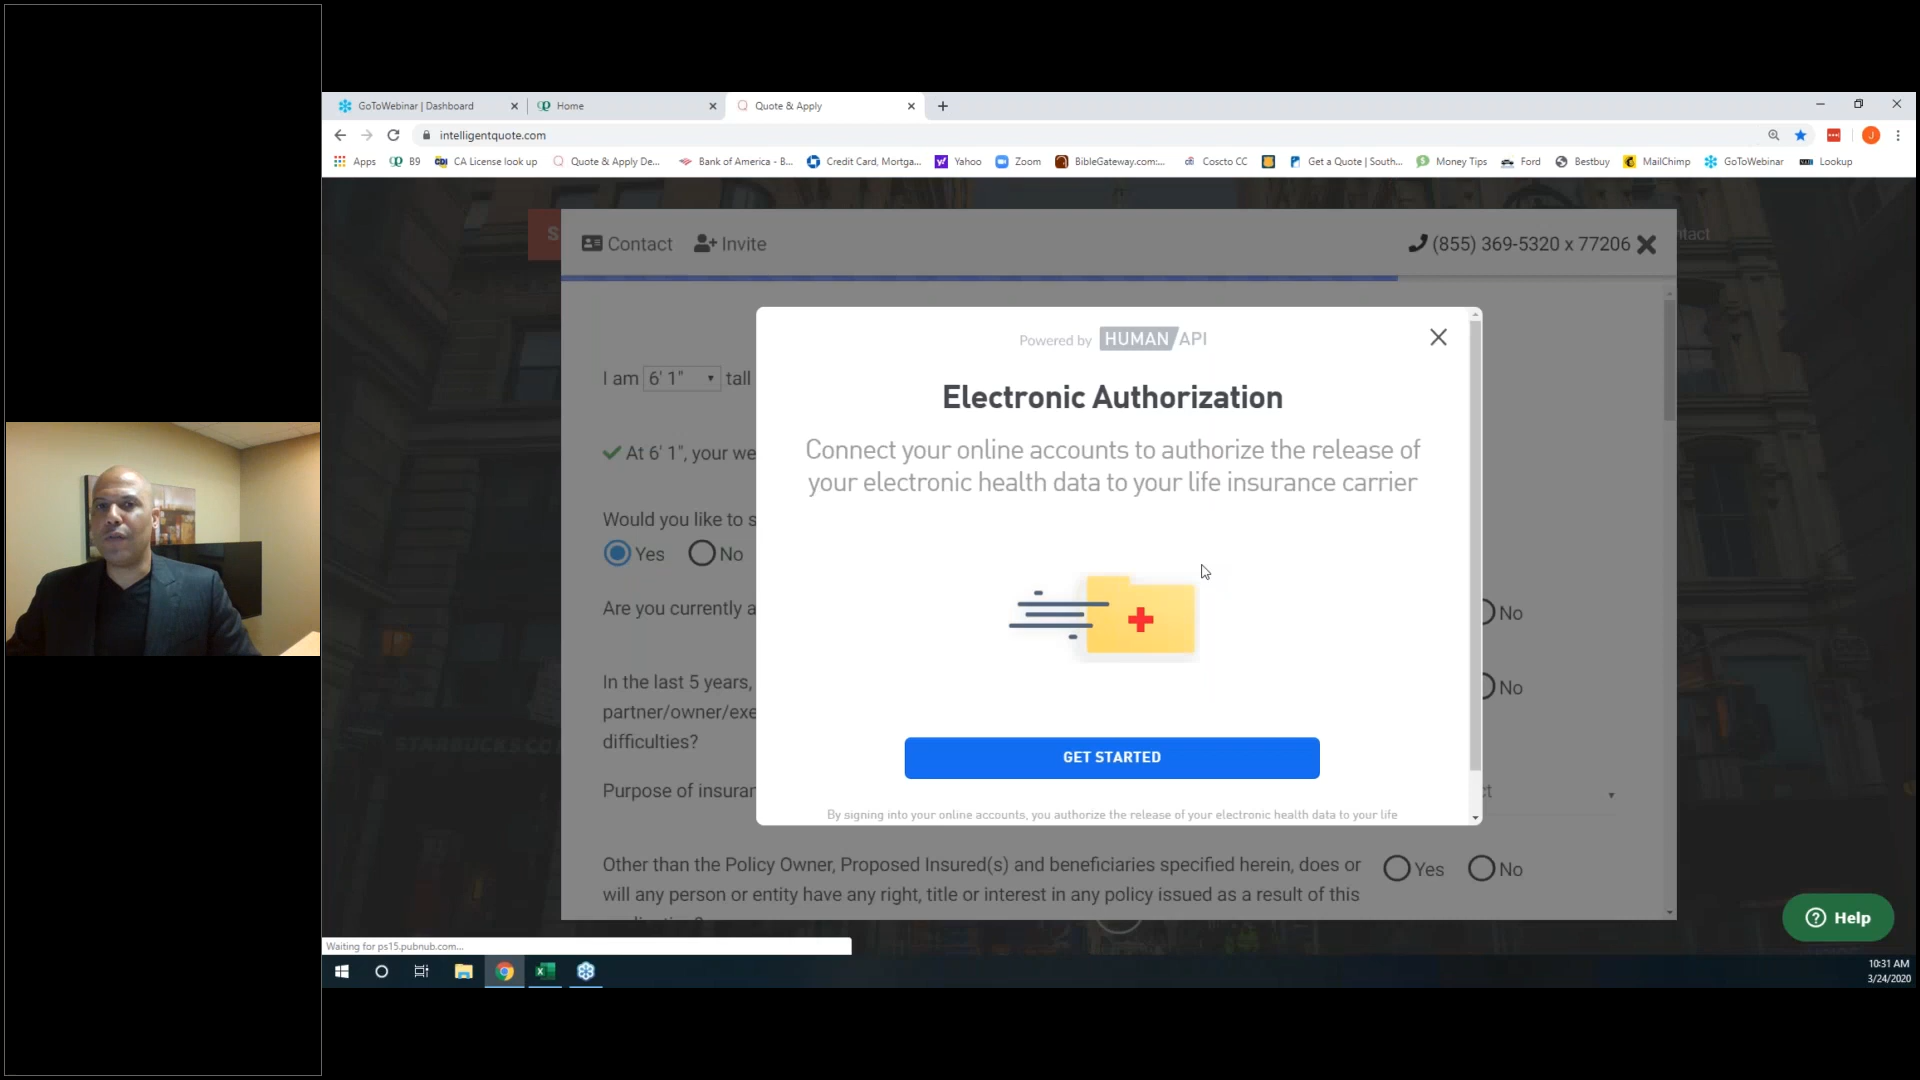 GoToWebinar | Dashboard
Home
Quote & Apply
intelligentquote.com
Apps
B9
CA License look up
Quote & Apply De...
Bank of America - B...
Credit Card, Mortga...
Yahoo
Zoom
BibleGateway.com:...
Coscto CC
Get a Quote | South...
Money Tips
Ford
Bestbuy
MailChimp
GoToWebinar
Lookup
S
Contact
Invite
(855) 369-5320 x 77206
ntact
Powered by HUMAN API
Electronic Authorization
Connect your online accounts to authorize the release of
your electronic health data to your life insurance carrier
GET STARTED
By signing into your online accounts, you authorize the release of your electronic health data to your life
I am 6' 1" tall
At 6' 1", your we
Would you like to s
Yes No
Are you currently a
No
In the last 5 years,
No
partner/owner/exe
difficulties?
Purpose of insuran
ct
Other than the Policy Owner, Proposed Insured(s) and beneficiaries specified herein, does or
Yes No
will any person or entity have any right, title or interest in any policy issued as a result of this
STARBUCKS CO
Help
Waiting for ps15.pubnub.com...
10:31 AM
3/24/2020